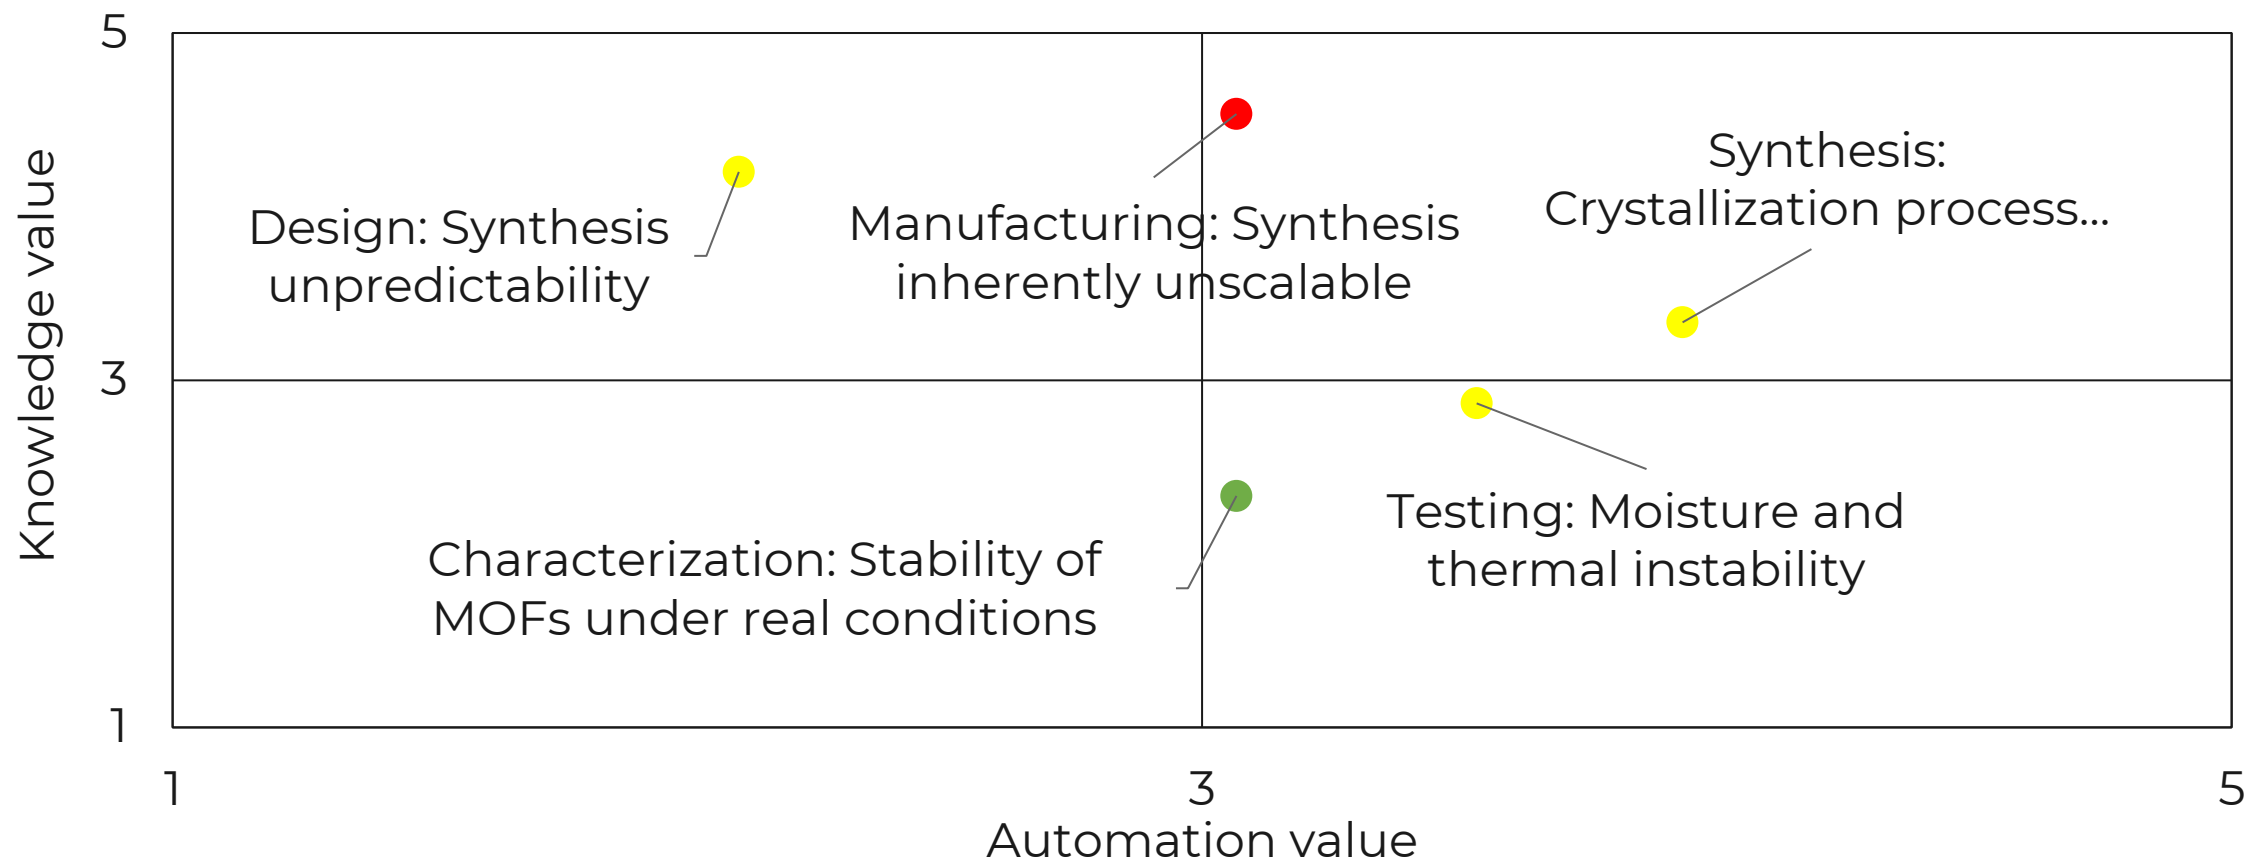 5
Knowledge value
3
1
Design: Synthesis
unpredictability
Manufacturing: Synthesis
inherently unscalable
Synthesis:
Crystallization process...
Characterization: Stability of
MOFs under real conditions
Testing: Moisture and
thermal instability
1
3
5
Automation value